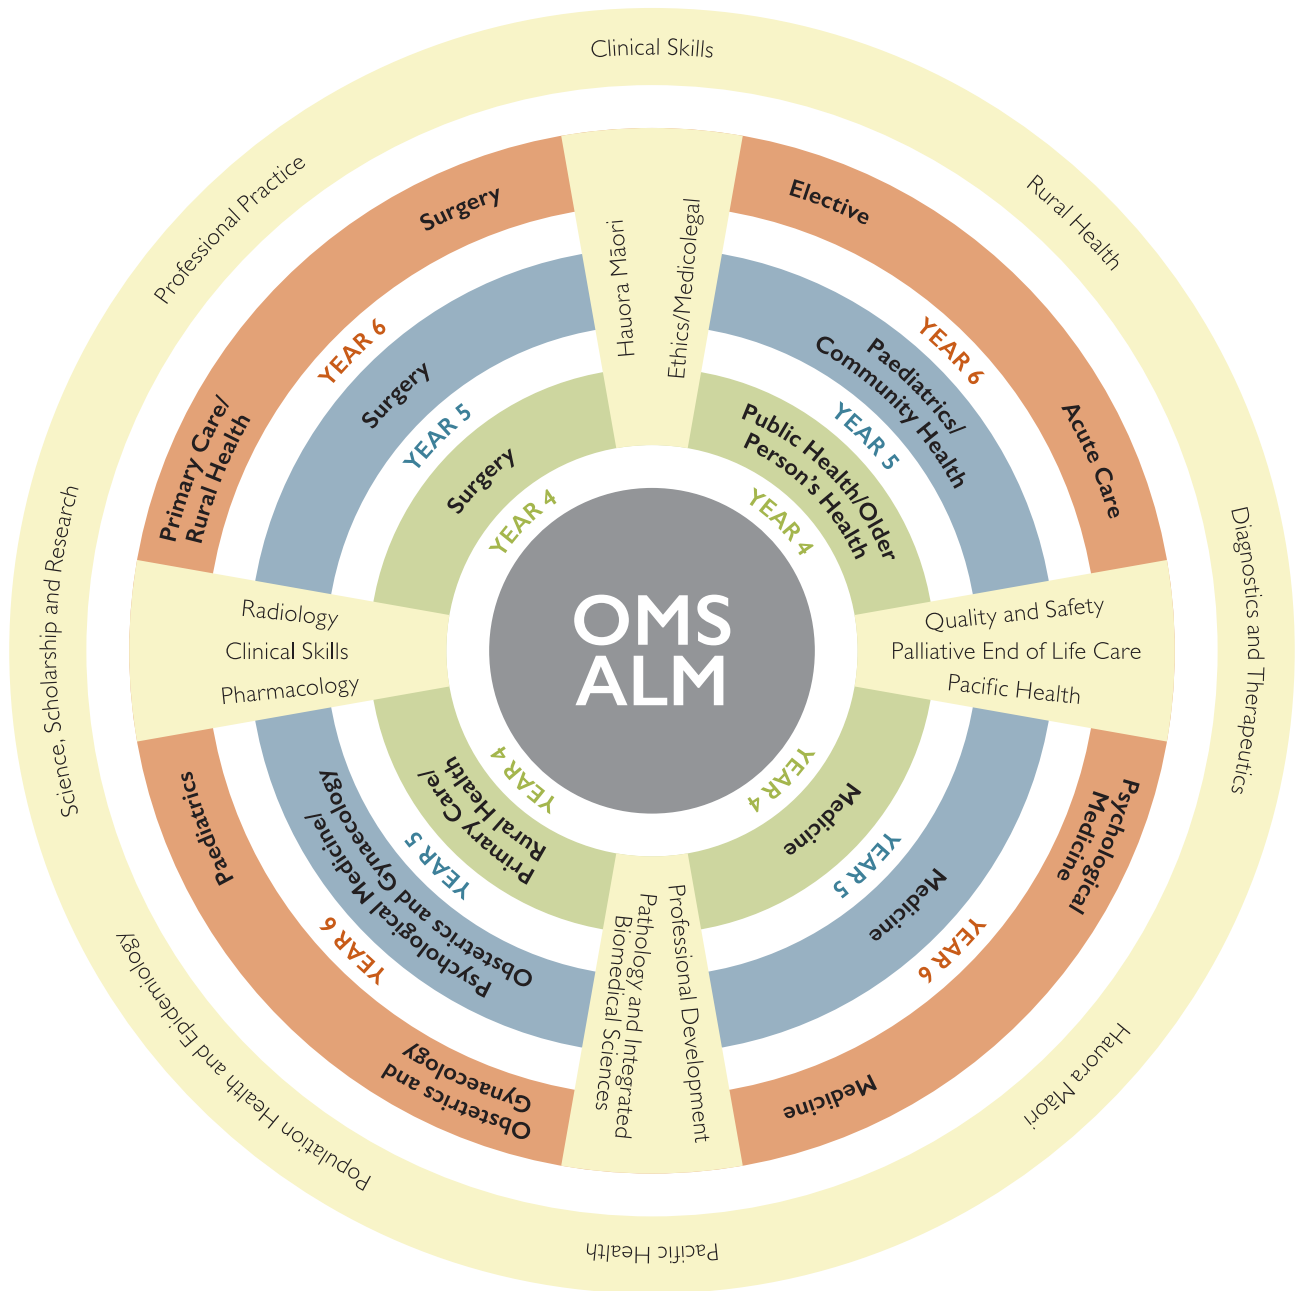 Clinical Skills
Rural Health
Diagnostics and Therapeutics
Hauora Māori
Pacific Health
Population Health and Epidemiology
Science, Scholarship and Research
Professional Practice
Surgery
Primary Care/
Rural Health
YEAR 6
Surgery
YEAR 5
Surgery
YEAR 4
Hauora Māori
Ethics/Medicolegal
Elective
Acute Care
YEAR 6
Paediatrics/
Community Health
YEAR 5
Public Health/Older
Person's Health
YEAR 4
Radiology
Clinical Skills
Pharmacology
OMS
ALM
Quality and Safety
Palliative End of Life Care
Pacific Health
YEAR 4
Primary Care/
Rural Health
YEAR 5
Psychological Medicine/
Obstetrics and Gynaecology
YEAR 6
Paediatrics
Obstetrics and
Gynaecology
Pathology and Integrated
Biomedical Sciences
Professional Development
YEAR 4
Medicine
YEAR 5
Medicine
YEAR 6
Psychological
Medicine
Medicine